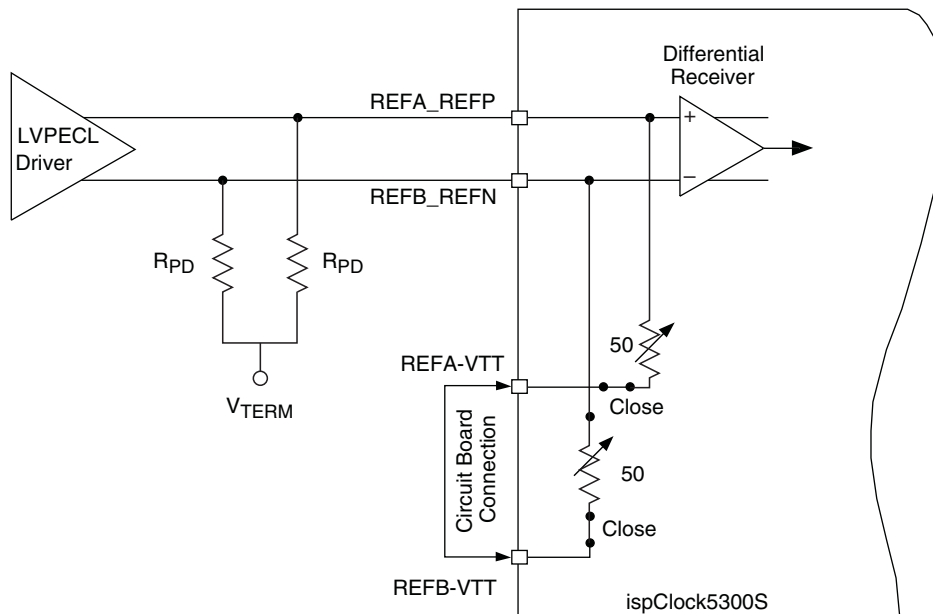 Differential
Receiver
REFA_REFP
+
LVPECL
Driver
–
REFB_REFN
RPD
RPD
50
REFA-VTT
Close
VTERM
Circuit Board
Connection
50
Close
REFB-VTT
ispClock5300S